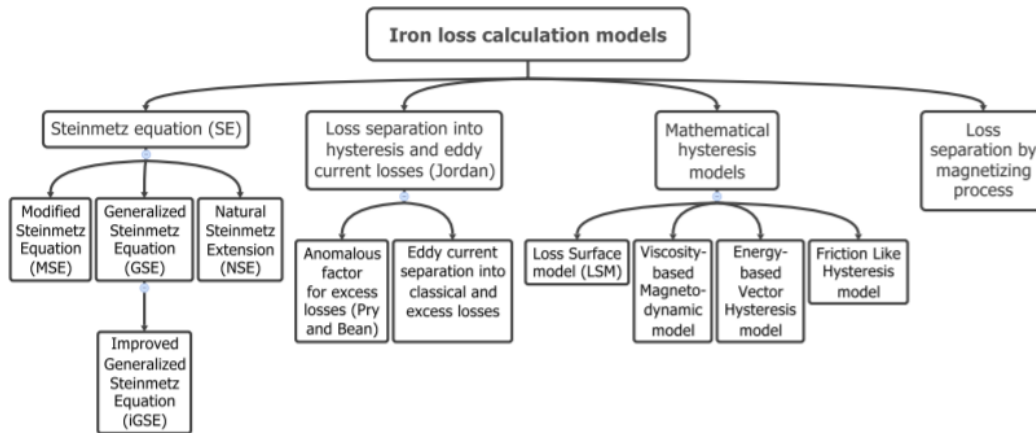 Iron loss calculation models
Steinmetz equation (SE)
Loss separation into
hysteresis and eddy
current losses (Jordan)
Mathematical
hysteresis
models
Loss
separation by
magnetizing
process
Modified
Steinmetz
Equation
(MSE)
Generalized
Steinmetz
Equation
(GSE)
Natural
Steinmetz
Extension
(NSE)
Anomalous
factor
for excess
losses (Pry
and Bean)
Eddy current
separation into
classical and
excess losses
Loss Surface
model (LSM)
Viscosity-
based
Magneto-
dynamic
model
Energy-
based
Vector
Hysteresis
model
Friction Like
Hysteresis
model
Improved
Generalized
Steinmetz
Equation
(iGSE)